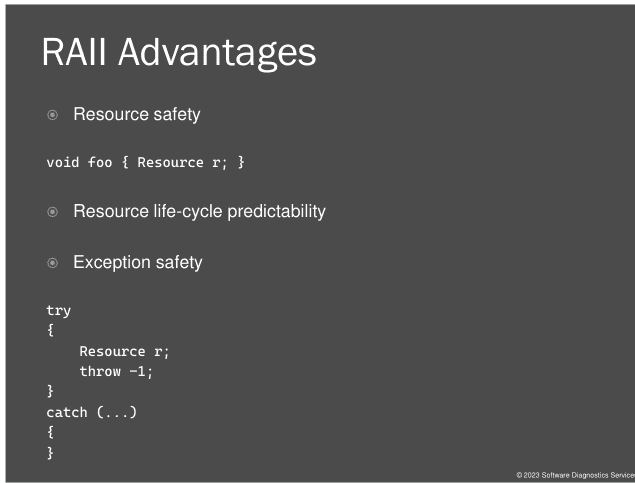 RAII Advantages
Resource safety
void foo { Resource r; }
Resource life-cycle predictability
Exception safety
try
{
    Resource r;
    throw -1;
}
catch (...)
{
}
© 2023 Software Diagnostics Services